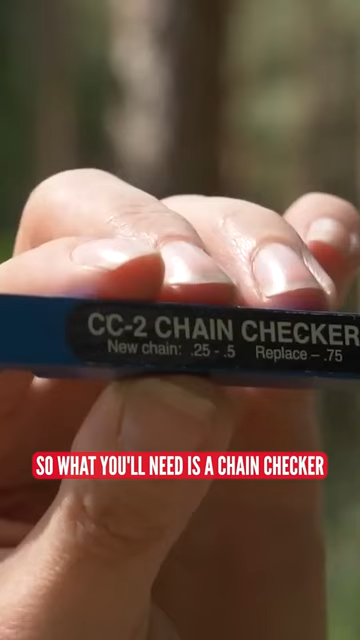 CC-2 CHAIN CHECKER
New chain: .25 - .5 Replace – .75
SO WHAT YOU'LL NEED IS A CHAIN CHECKER